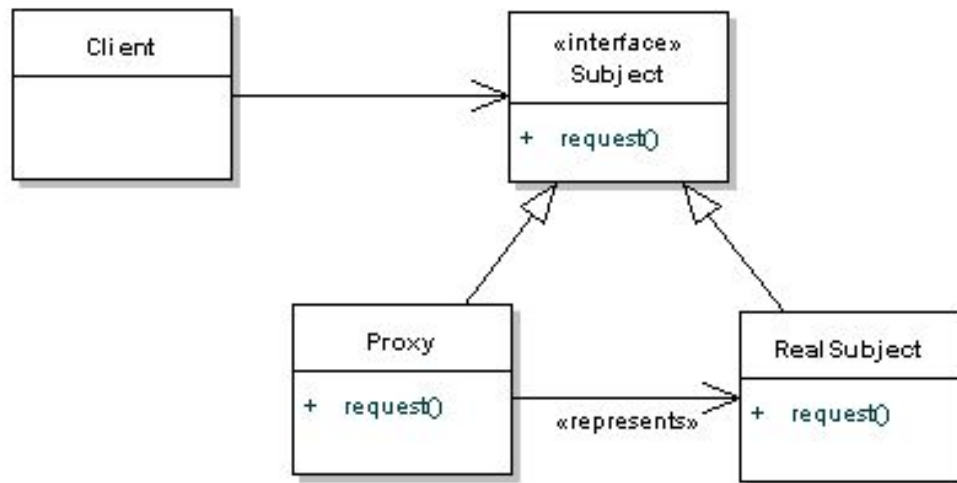 Client
«interface»
Subject
+ request()
Proxy
+ request()
«represents»
RealSubject
+ request()